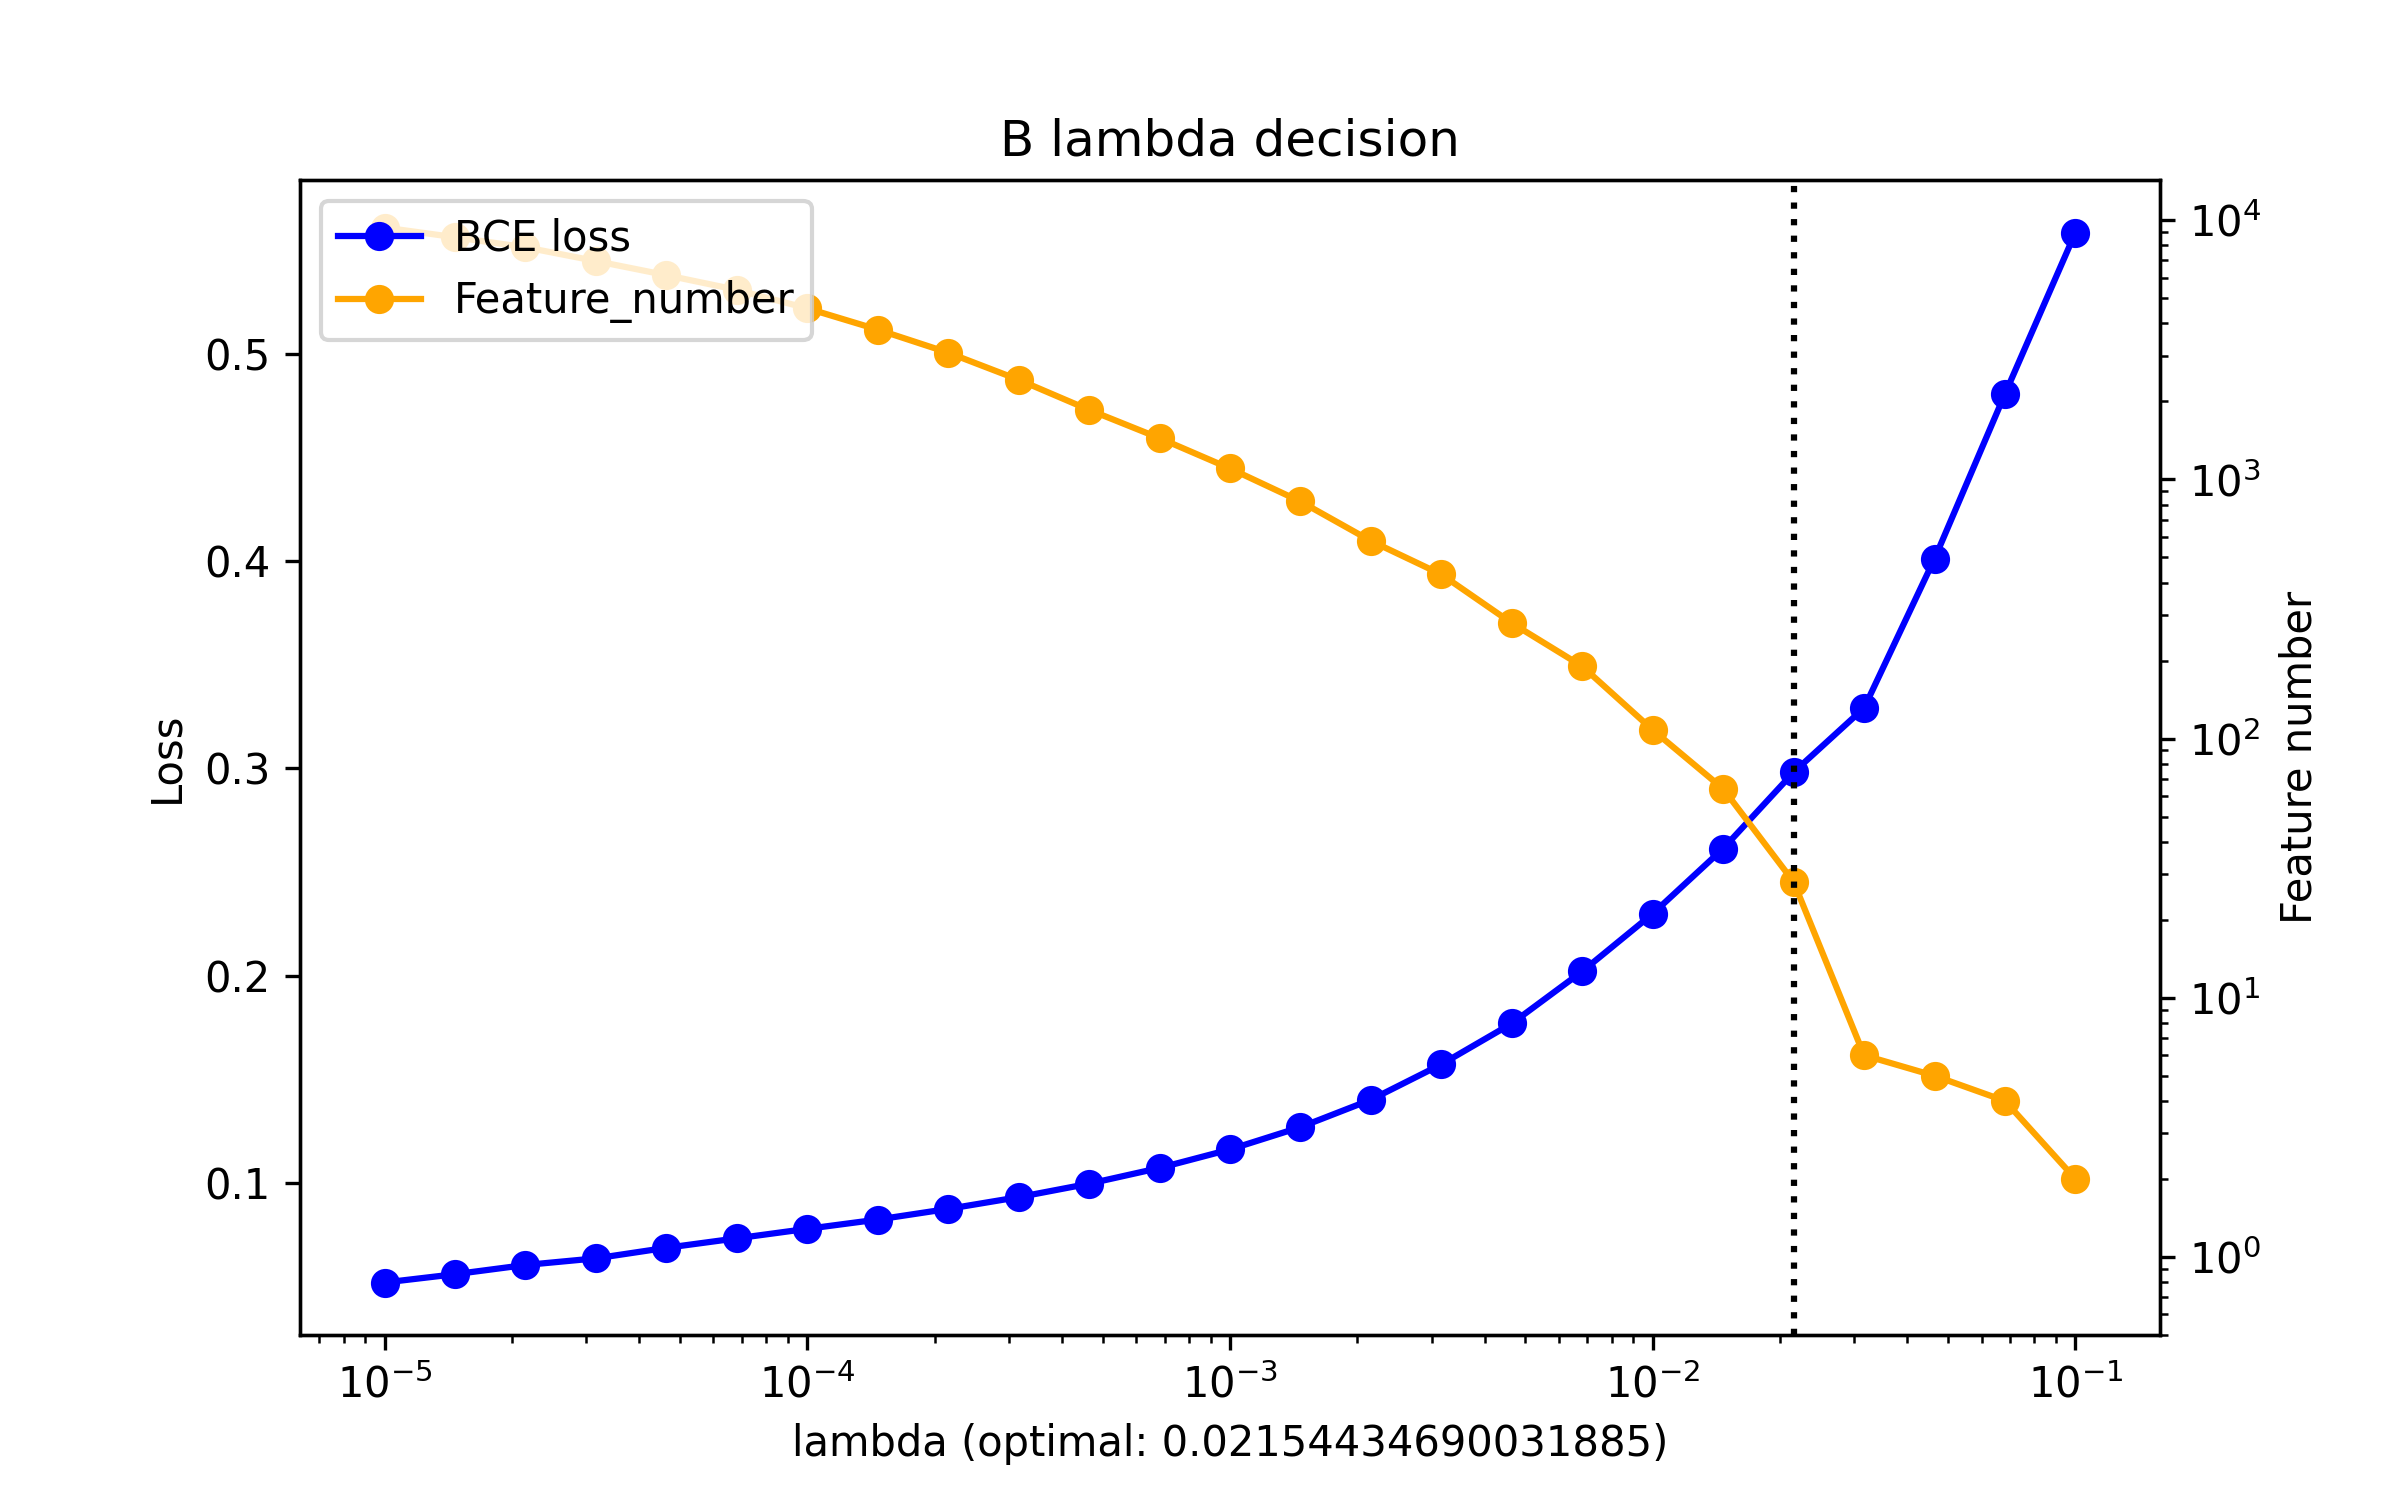 B lambda decision
BCE loss
Feature_number
0.5
0.4
0.3
0.2
0.1
Loss
10⁴
10³
10²
10¹
10⁰
Feature number
10⁻⁵ 10⁻⁴ 10⁻³ 10⁻² 10⁻¹
lambda (optimal: 0.02154434690031885)